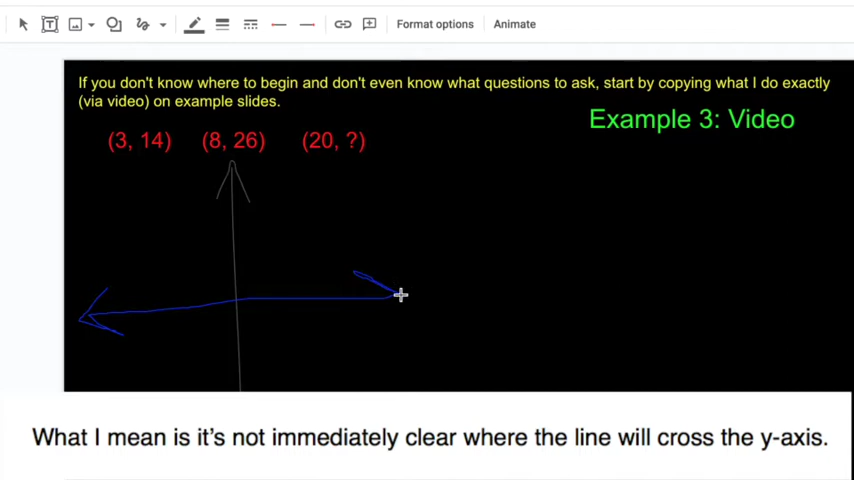 Format options Animate
If you don't know where to begin and don't even know what questions to ask, start by copying what I do exactly
(via video) on example slides.
Example 3: Video
(3, 14) (8, 26) (20, ?)
What I mean is it's not immediately clear where the line will cross the y-axis.